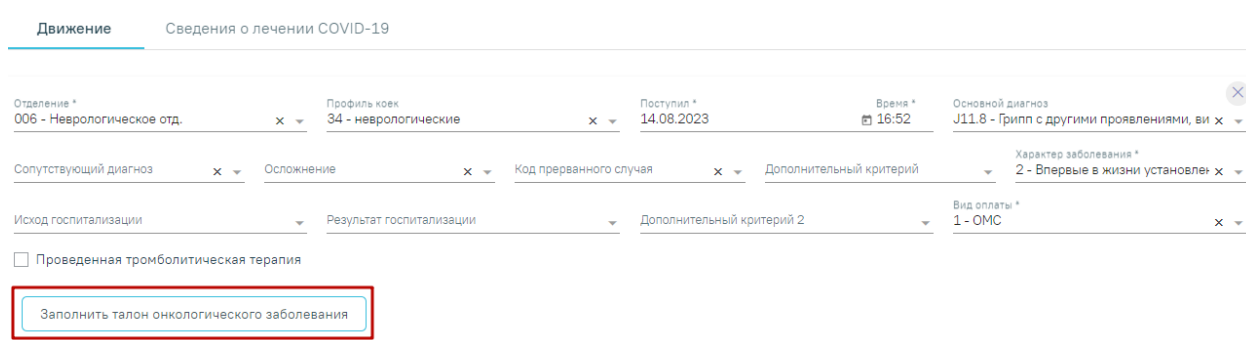 Движение Сведения о лечении COVID-19
Отделение * Профиль коек Поступил * Время * Основной диагноз
006 - Неврологическое отд. 34 - неврологические 14.08.2023 16:52 J11.8 - Грипп с другими проявлениями, ви
Характер заболевания *
Сопутствующий диагноз Осложнение Код прерванного случая Дополнительный критерий 2 - Впервые в жизни установлен
Вид оплаты *
Исход госпитализации Результат госпитализации Дополнительный критерий 2 1 - ОМС
Проведенная тромболитическая терапия
Заполнить талон онкологического заболевания